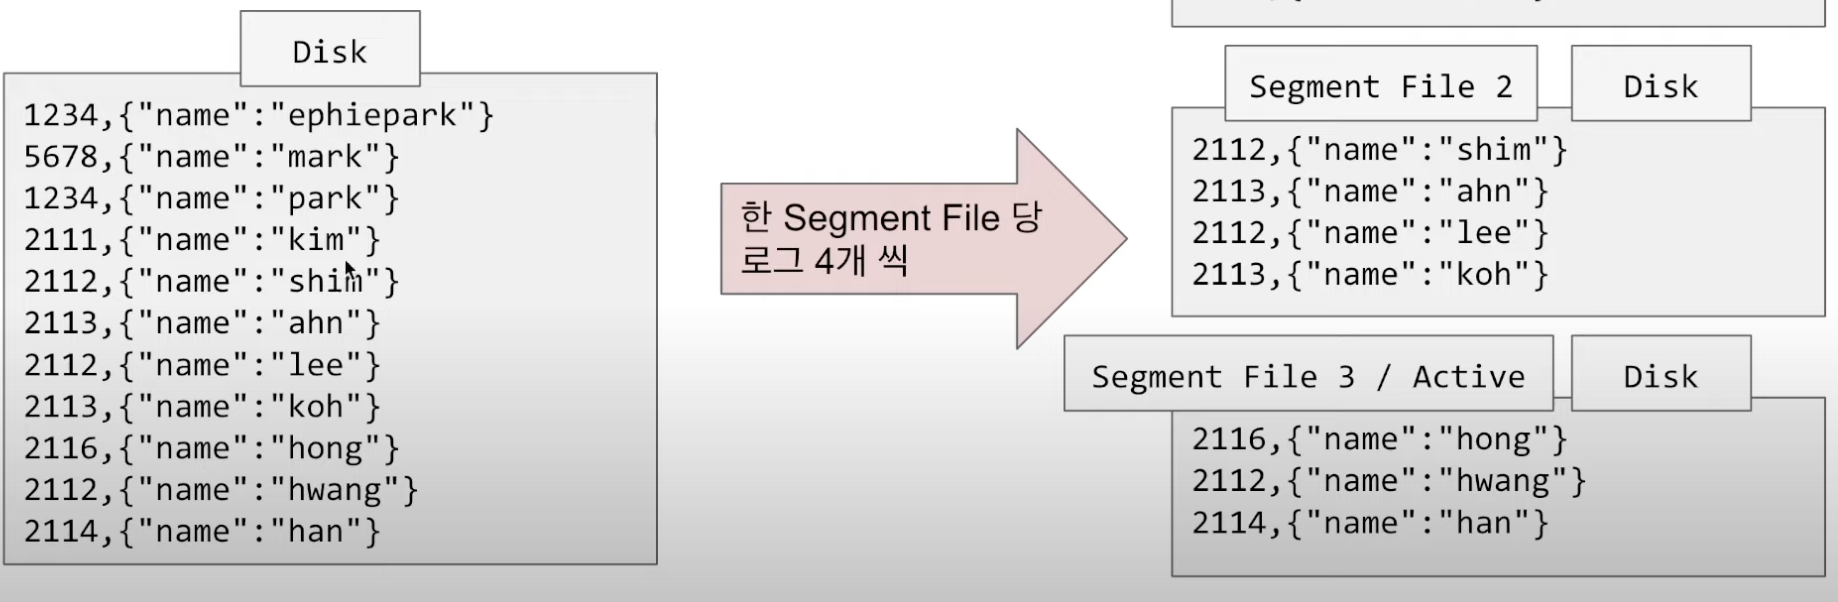 Disk
1234,{"name":"ephiepark"}
5678,{"name":"mark"}
1234,{"name":"park"}
2111,{"name":"kim"}
2112,{"name":"shim"}
2113,{"name":"ahn"}
2112,{"name":"lee"}
2113,{"name":"koh"}
2116,{"name":"hong"}
2112,{"name":"hwang"}
2114,{"name":"han"}
한 Segment File 당
로그 4개 씩
Segment File 2
Disk
2112,{"name":"shim"}
2113,{"name":"ahn"}
2112,{"name":"lee"}
2113,{"name":"koh"}
Segment File 3 / Active
Disk
2116,{"name":"hong"}
2112,{"name":"hwang"}
2114,{"name":"han"}